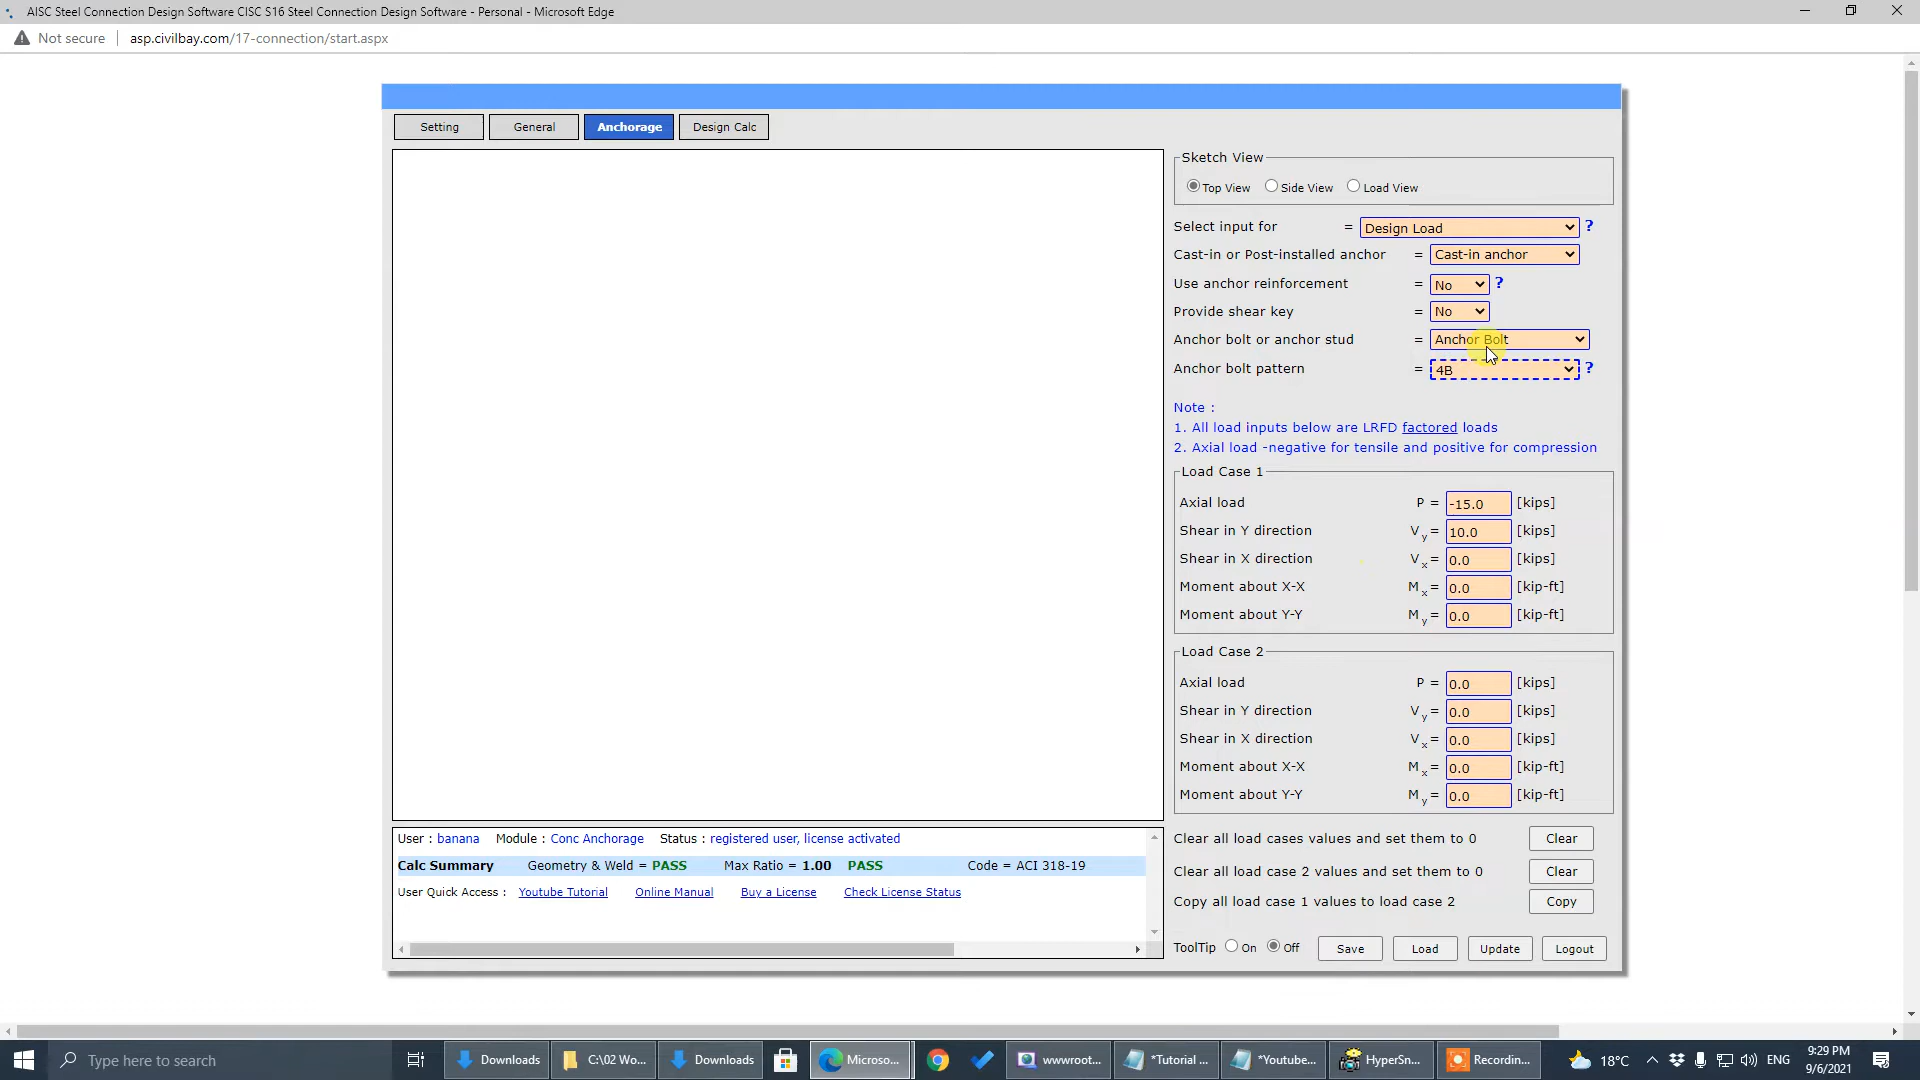 AISC Steel Connection Design Software CISC S16 Steel Connection Design Software - Personal - Microsoft Edge
Not secure asp.civilbay.com/17-connection/start.aspx
Setting General Anchorage Design Calc
Sketch View
Top View Side View Load View
Select input for = Design Load ?
Cast-in or Post-installed anchor = Cast-in anchor
Use anchor reinforcement = No ?
Provide shear key = No
Anchor bolt or anchor stud = Anchor Bolt
Anchor bolt pattern = 4B ?
Note :
1. All load inputs below are LRFD factored loads
2. Axial load -negative for tensile and positive for compression
Load Case 1
Axial load P = -15.0 [kips]
Shear in Y direction Vy = 10.0 [kips]
Shear in X direction Vx = 0.0 [kips]
Moment about X-X Mx = 0.0 [kip-ft]
Moment about Y-Y My = 0.0 [kip-ft]
Load Case 2
Axial load P = 0.0 [kips]
Shear in Y direction Vy = 0.0 [kips]
Shear in X direction Vx = 0.0 [kips]
Moment about X-X Mx = 0.0 [kip-ft]
Moment about Y-Y My = 0.0 [kip-ft]
User : banana Module : Conc Anchorage Status : registered user, license activated
Calc Summary Geometry & Weld = PASS Max Ratio = 1.00 PASS Code = ACI 318-19
User Quick Access : Youtube Tutorial Online Manual Buy a License Check License Status
Clear all load cases values and set them to 0 Clear
Clear all load case 2 values and set them to 0 Clear
Copy all load case 1 values to load case 2 Copy
ToolTip On Off Save Load Update Logout
Type here to search Downloads C:\02 Wo... Downloads Microso... wwwroot... *Tutorial ... *Youtube... HyperSn... Recordin... 18°C ENG 9:29 PM
9/6/2021